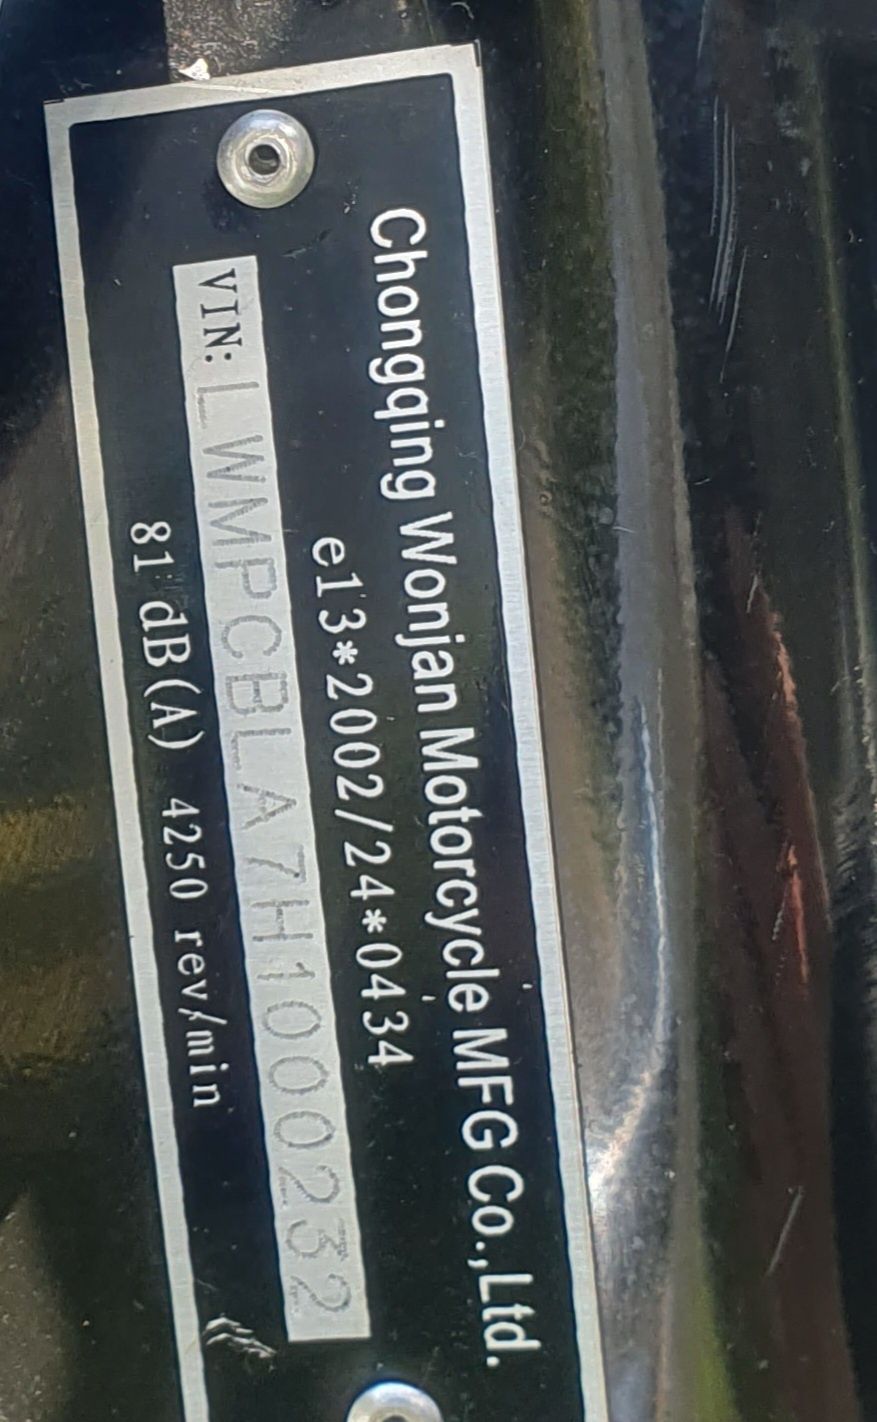 Chongqing Wonjan Motorcycle MFG Co.,Ltd.
e13*2002/24*0434
VIN: LWMPCBLA7H1000232
81 dB(A) 4250 rev/min